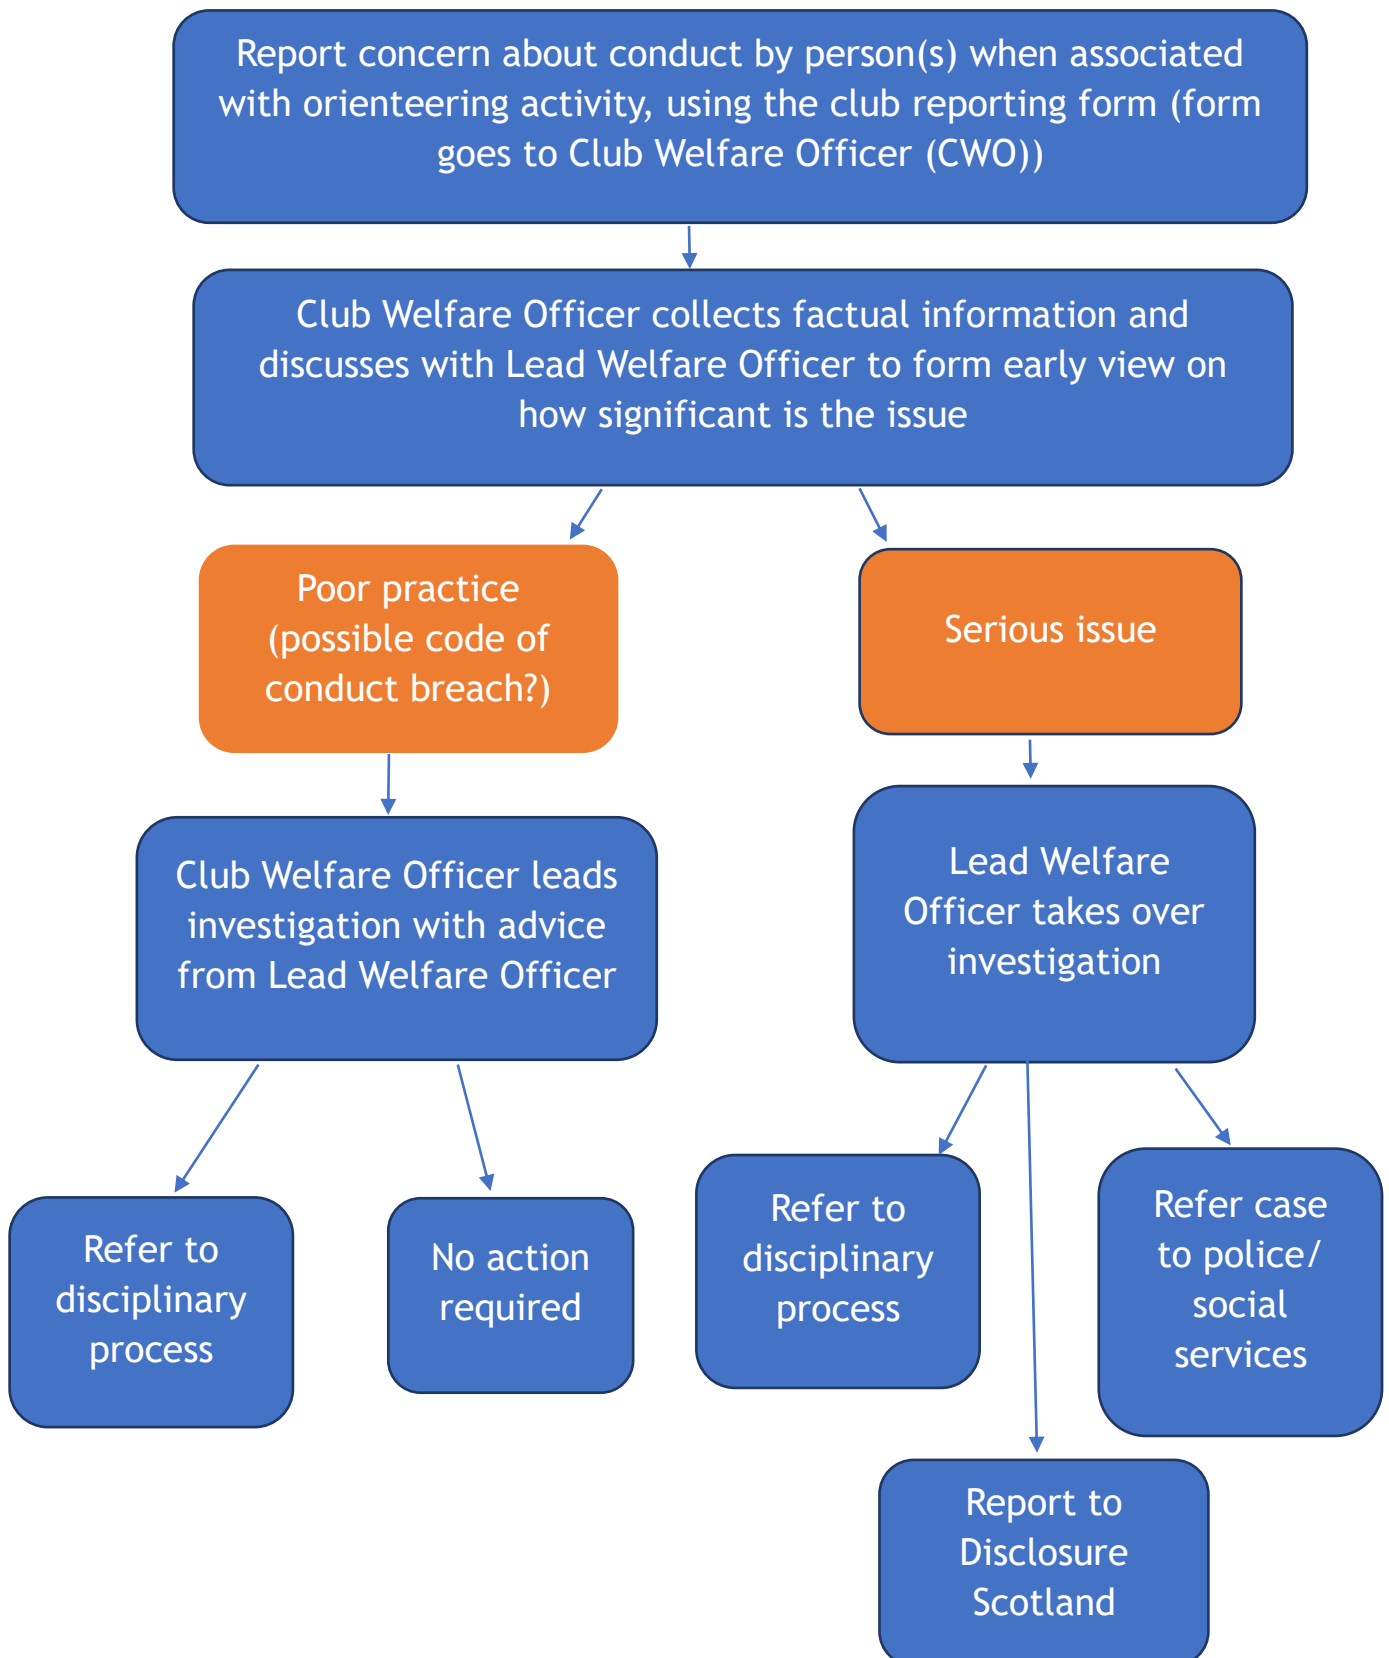 Report concern about conduct by person(s) when associated
with orienteering activity, using the club reporting form (form
goes to Club Welfare Officer (CWO))
Club Welfare Officer collects factual information and
discusses with Lead Welfare Officer to form early view on
how significant is the issue
Poor practice
(possible code of
conduct breach?)
Serious issue
Club Welfare Officer leads
investigation with advice
from Lead Welfare Officer
Lead Welfare
Officer takes over
investigation
Refer to
disciplinary
process
No action
required
Refer to
disciplinary
process
Refer case
to police/
social
services
Report to
Disclosure
Scotland